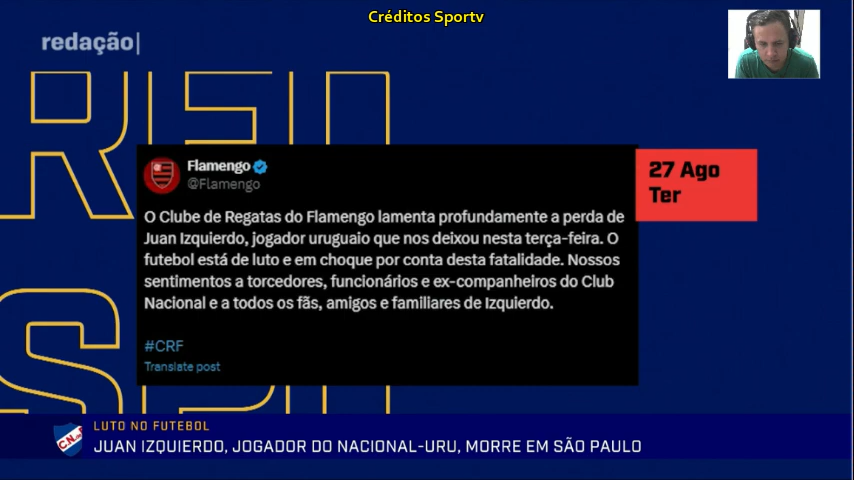 Créditos Sportv
redação|
RED
27 Ago
Ter
Flamengo
@Flamengo
O Clube de Regatas do Flamengo lamenta profundamente a perda de
Juan Izquierdo, jogador uruguaio que nos deixou nesta terça-feira. O
futebol está de luto e em choque por conta desta fatalidade. Nossos
sentimentos a torcedores, funcionários e ex-companheiros do Club
Nacional e a todos os fãs, amigos e familiares de Izquierdo.
#CRF
Translate post
LUTO NO FUTEBOL
JUAN IZQUIERDO, JOGADOR DO NACIONAL-URU, MORRE EM SÃO PAULO